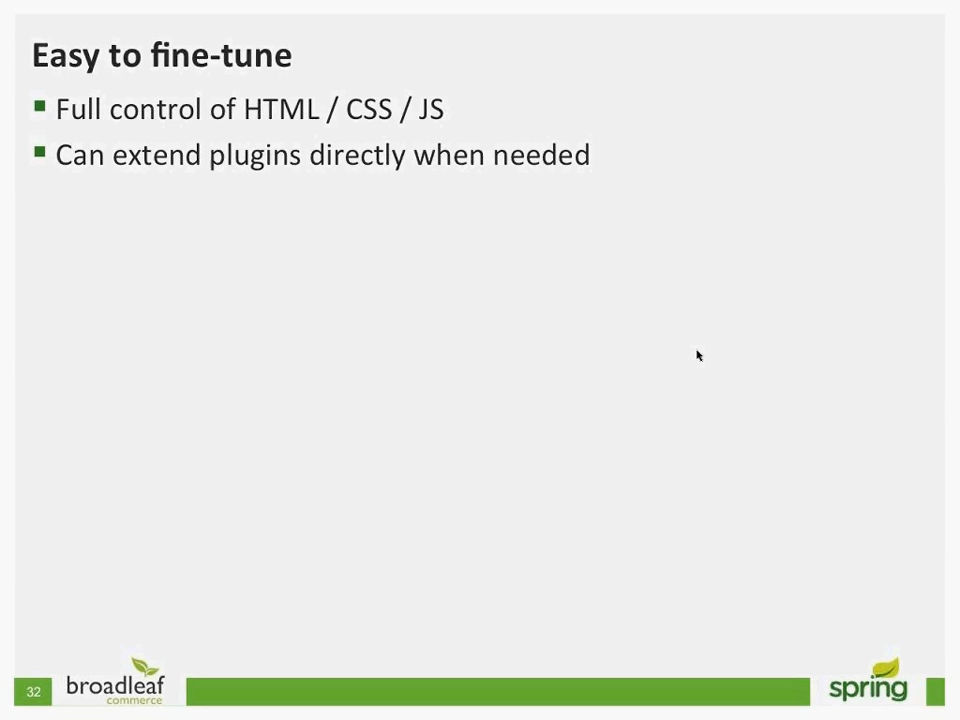 Easy to fine-tune
Full control of HTML / CSS / JS
Can extend plugins directly when needed
32
broadleaf
commerce
spring